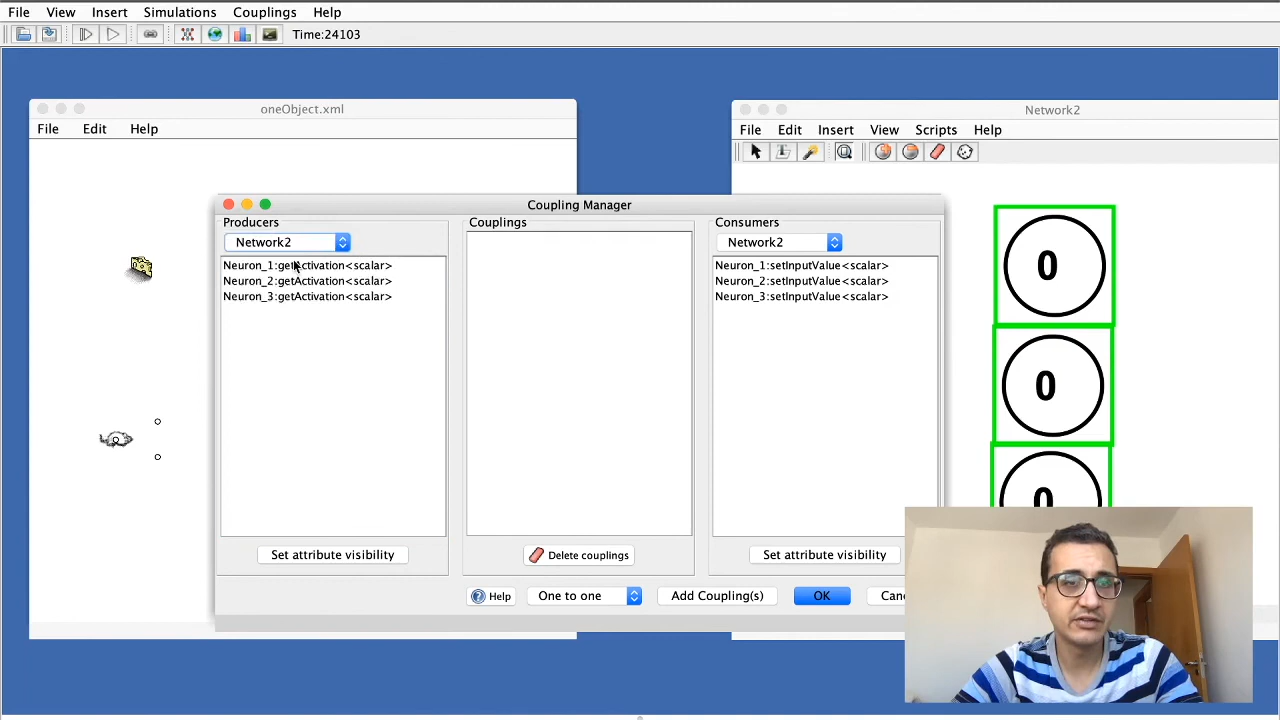 File View Insert Simulations Couplings Help
Time:24103
oneObject.xml
File Edit Help
Network2
File Edit Insert View Scripts Help
Coupling Manager
Producers
Network2
Neuron_1:getActivation<scalar>
Neuron_2:getActivation<scalar>
Neuron_3:getActivation<scalar>
Set attribute visibility
Couplings
Delete couplings
Consumers
Network2
Neuron_1:setInputValue<scalar>
Neuron_2:setInputValue<scalar>
Neuron_3:setInputValue<scalar>
Set attribute visibility
Help One to one Add Coupling(s) OK
0
0
0